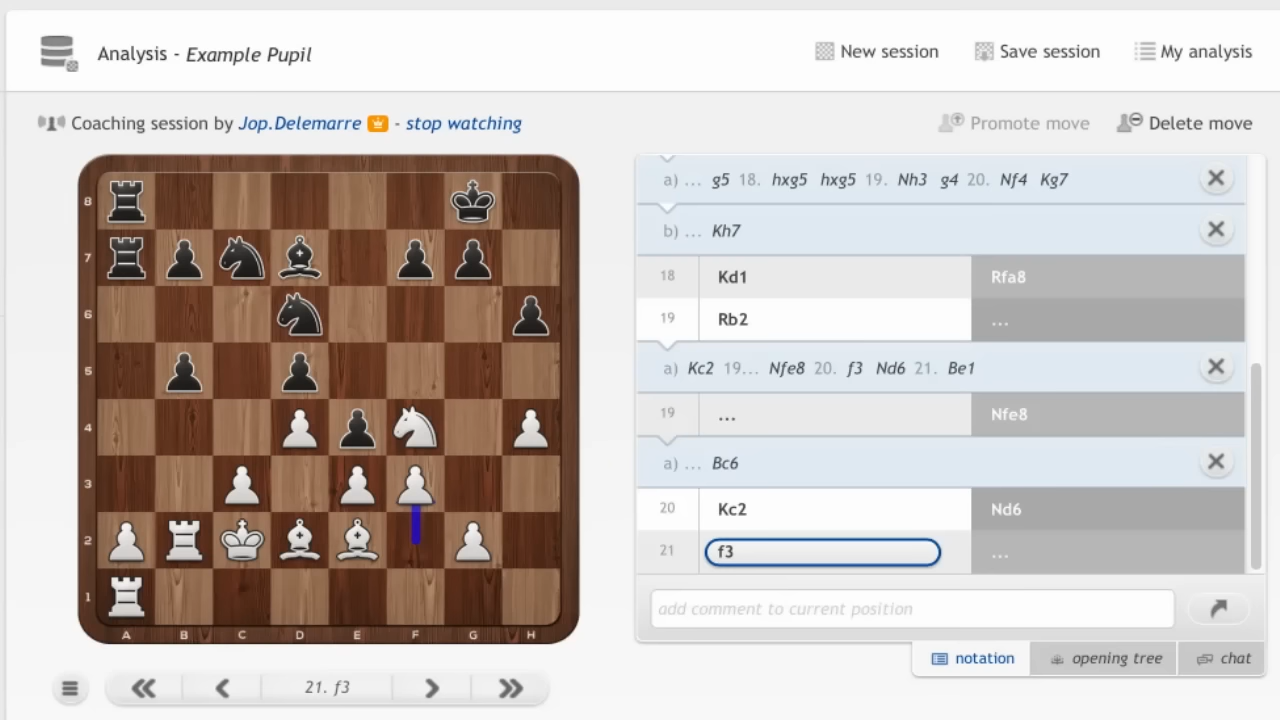 Analysis - Example Pupil
New session Save session My analysis
Coaching session by Jop.Delemarre - stop watching
Promote move Delete move
a) ... g5 18. hxg5 hxg5 19. Nh3 g4 20. Nf4 Kg7
b) ... Kh7
18 Kd1 Rfa8
19 Rb2 ...
a) Kc2 19... Nfe8 20. f3 Nd6 21. Be1
19 ... Nfe8
a) ... Bc6
20 Kc2 Nd6
21 f3 ...
add comment to current position
notation opening tree chat
8
7
6
5
4
3
2
1
A B C D E F G H
21. f3